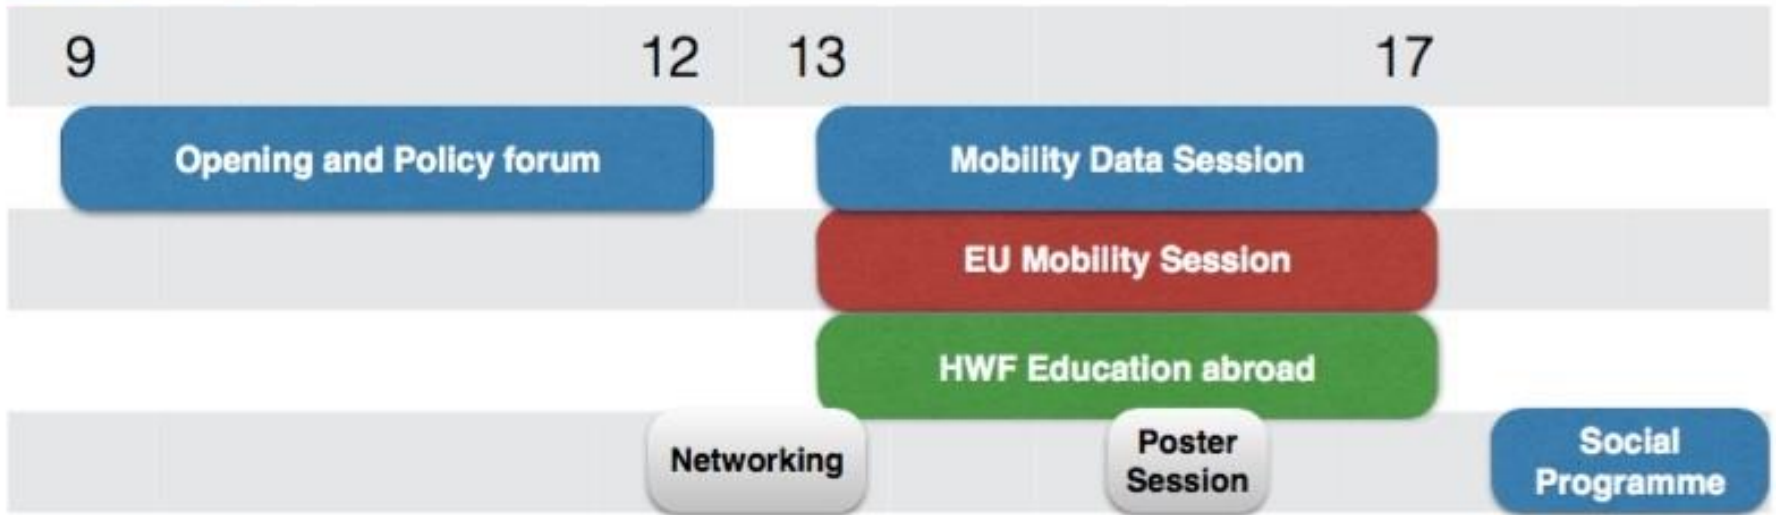 9 12 13 17
Opening and Policy forum
Mobility Data Session
EU Mobility Session
HWF Education abroad
Networking
Poster
Session
Social
Programme